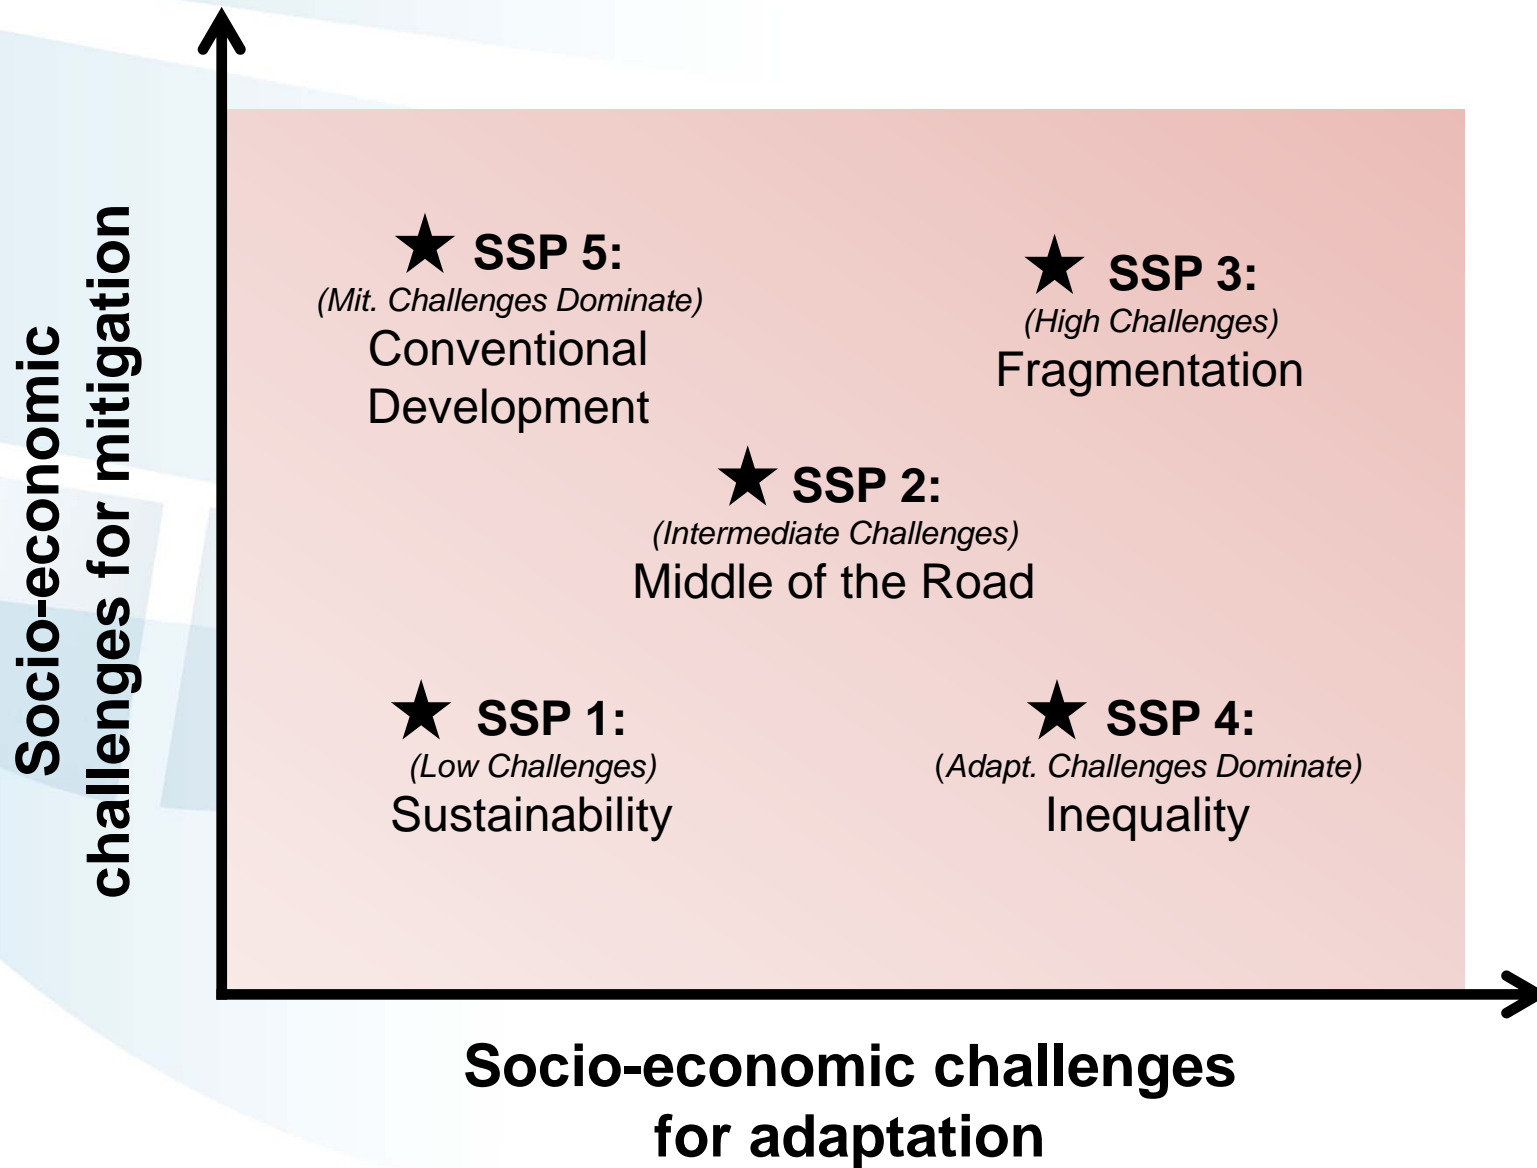 Socio-economic
challenges for mitigation
SSP 5:
(Mit. Challenges Dominate)
Conventional
Development
SSP 3:
(High Challenges)
Fragmentation
SSP 2:
(Intermediate Challenges)
Middle of the Road
SSP 1:
(Low Challenges)
Sustainability
SSP 4:
(Adapt. Challenges Dominate)
Inequality
Socio-economic challenges
for adaptation